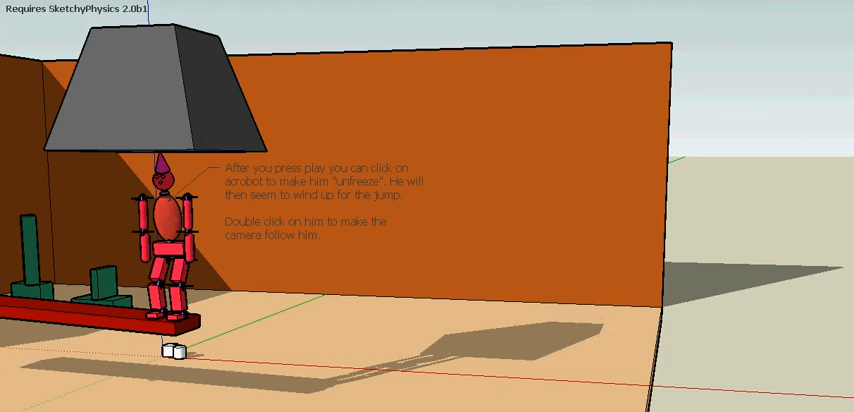 Requires SketchyPhysics 2.0b1
After you press play you can click on
acrobot to make him "unfreeze". He will
then seem to wind up for the jump.
Double click on him to make the
camera follow him.